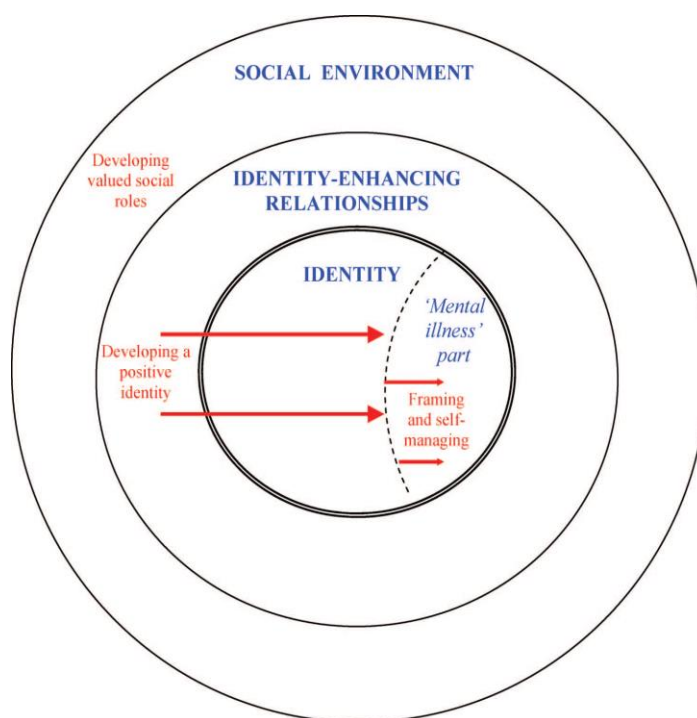 SOCIAL ENVIRONMENT
Developing
valued social
roles
IDENTITY-ENHANCING
RELATIONSHIPS
IDENTITY
‘Mental
illness’
part
Developing a
positive
identity
Framing
and self-
managing